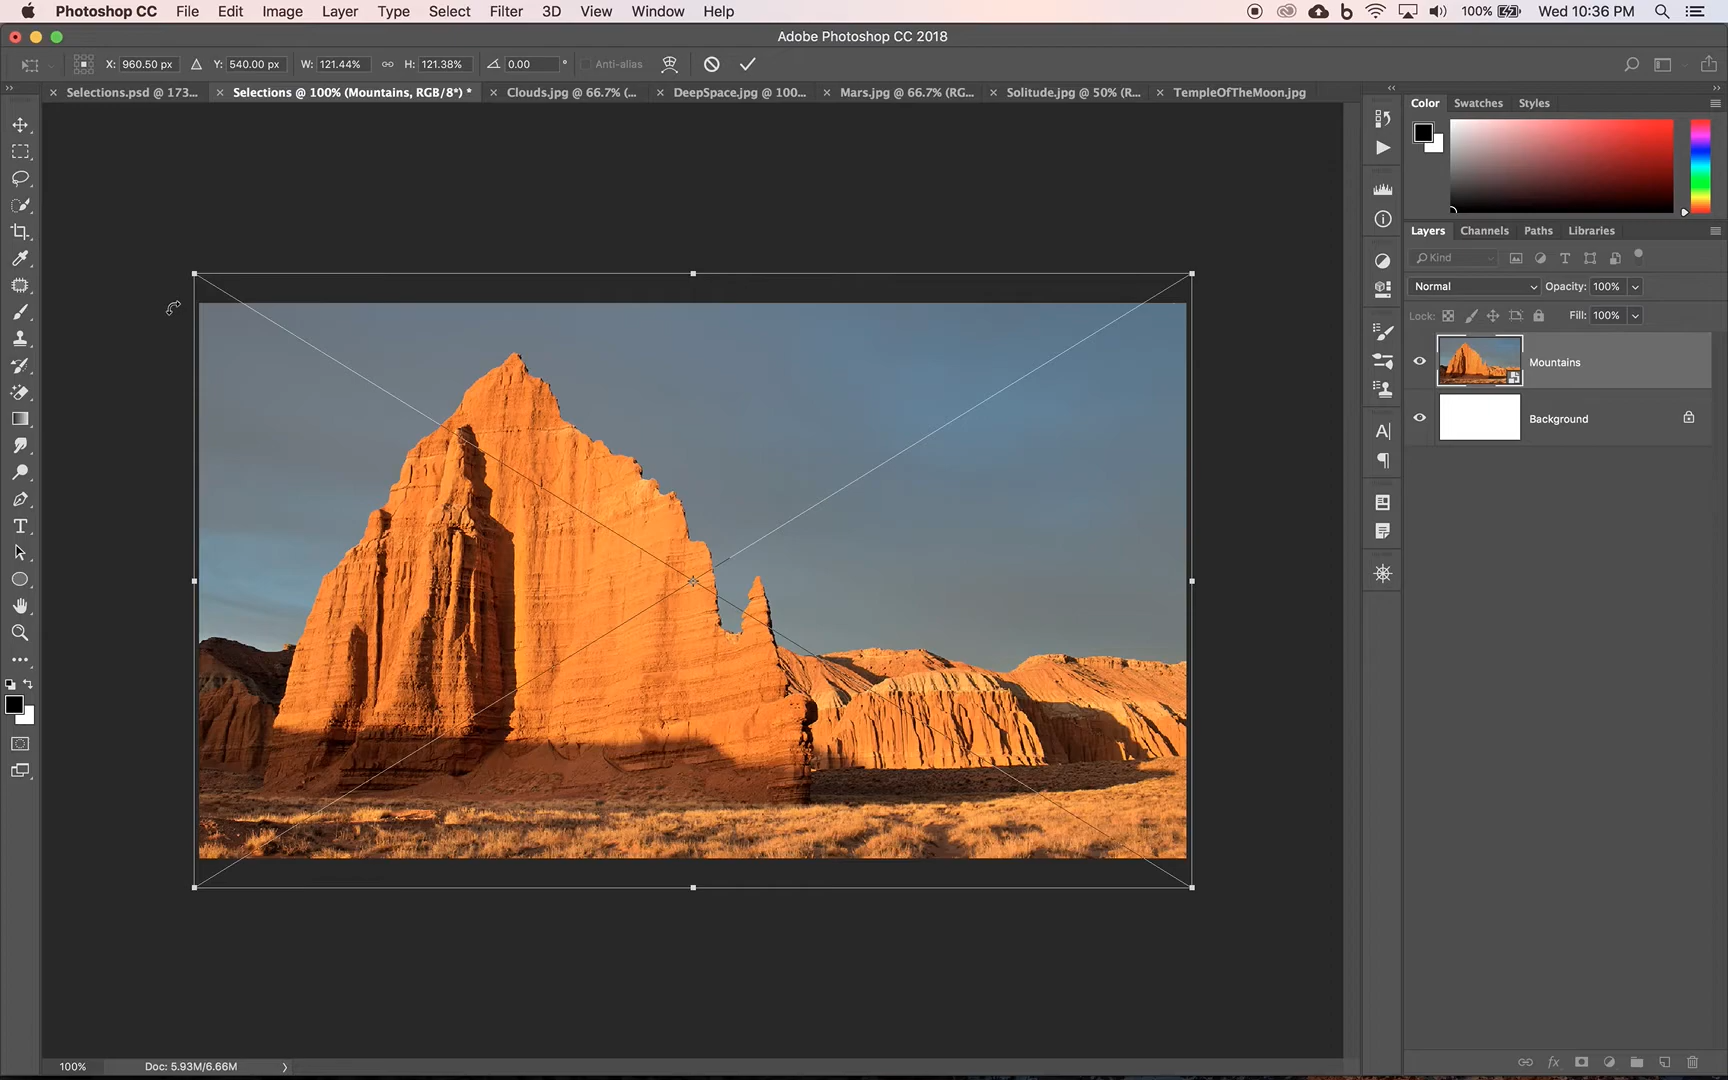 Photoshop CC File Edit Image Layer Type Select Filter 3D View Window Help 100% Wed 10:36 PM
Adobe Photoshop CC 2018
X: 960.50 px Y: 540.00 px W: 121.44% H: 121.38% 0.00 ° Anti-alias
× Selections.psd @ 173... × Selections @ 100% (Mountains, RGB/8*) * × Clouds.jpg @ 66.7% (... × DeepSpace.jpg @ 100... × Mars.jpg @ 66.7% (RG... × Solitude.jpg @ 50% (R... × TempleOfTheMoon.jpg
Color Swatches Styles
Layers Channels Paths Libraries
Kind
Normal Opacity: 100%
Lock: Fill: 100%
Mountains
Background
100% Doc: 5.93M/6.66M